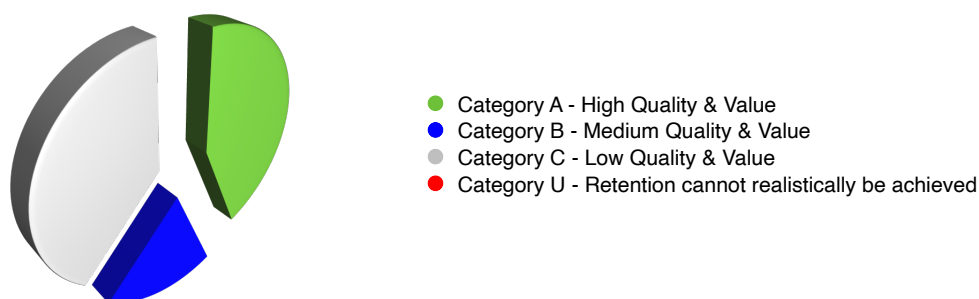 Category A - High Quality & Value
Category B - Medium Quality & Value
Category C - Low Quality & Value
Category U - Retention cannot realistically be achieved